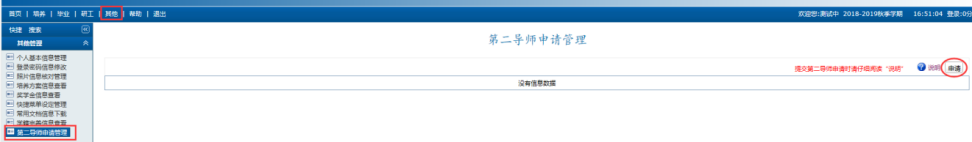 首页 | 培养 | 毕业 | 研工 | 其他 | 帮助 | 退出
欢迎您:测试中 2018-2019秋季学期 16:51:04 登录:0分
快捷 搜索
其他管理
个人基本信息管理
登录密码信息修改
照片信息核对管理
培养方案信息查看
奖学金信息查看
快捷菜单设定管理
常用文档信息下载
学籍培养信息查看
第二导师申请管理
第二导师申请管理
提交第二导师申请时请仔细阅读“说明” 说明 申请
没有信息数据